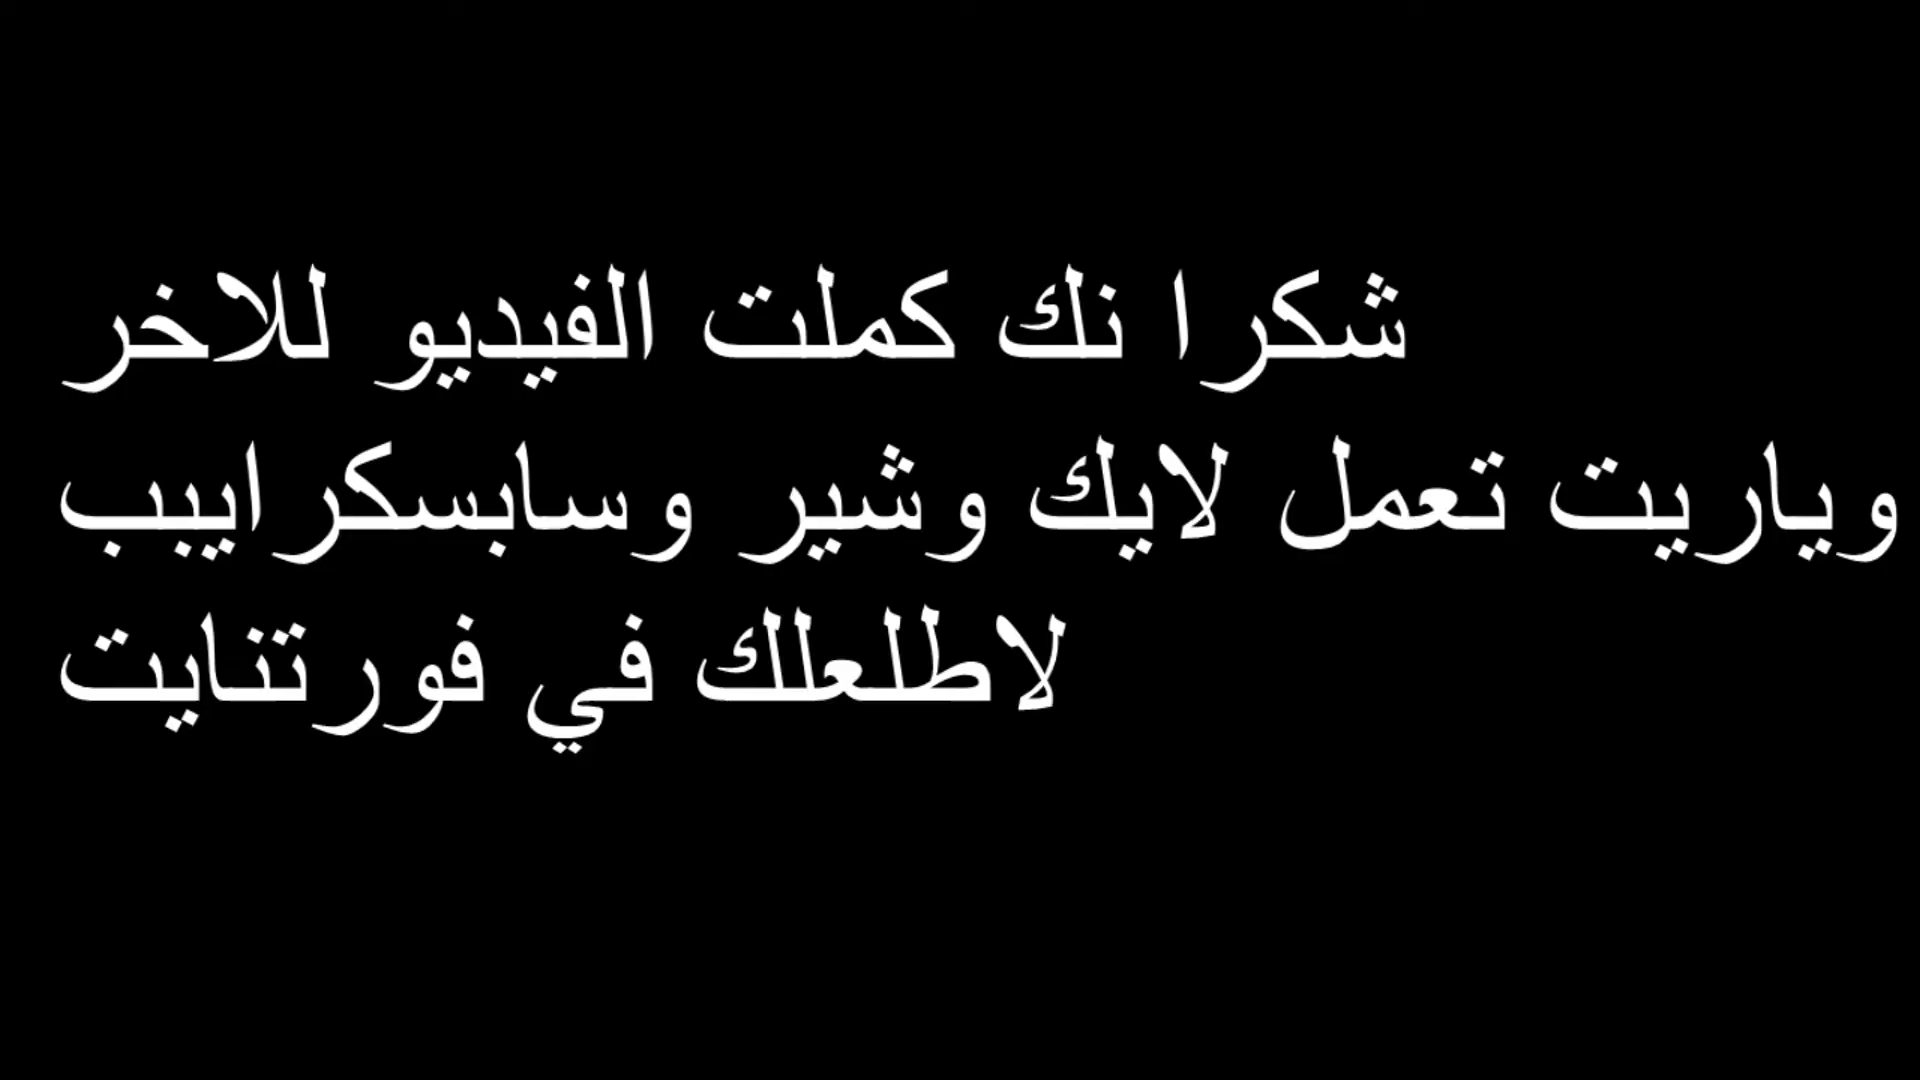 شكرا نك كملت الفيديو للاخر
وياريت تعمل لايك وشير وسابسكراييب
لاطلعلك في فورتنايت